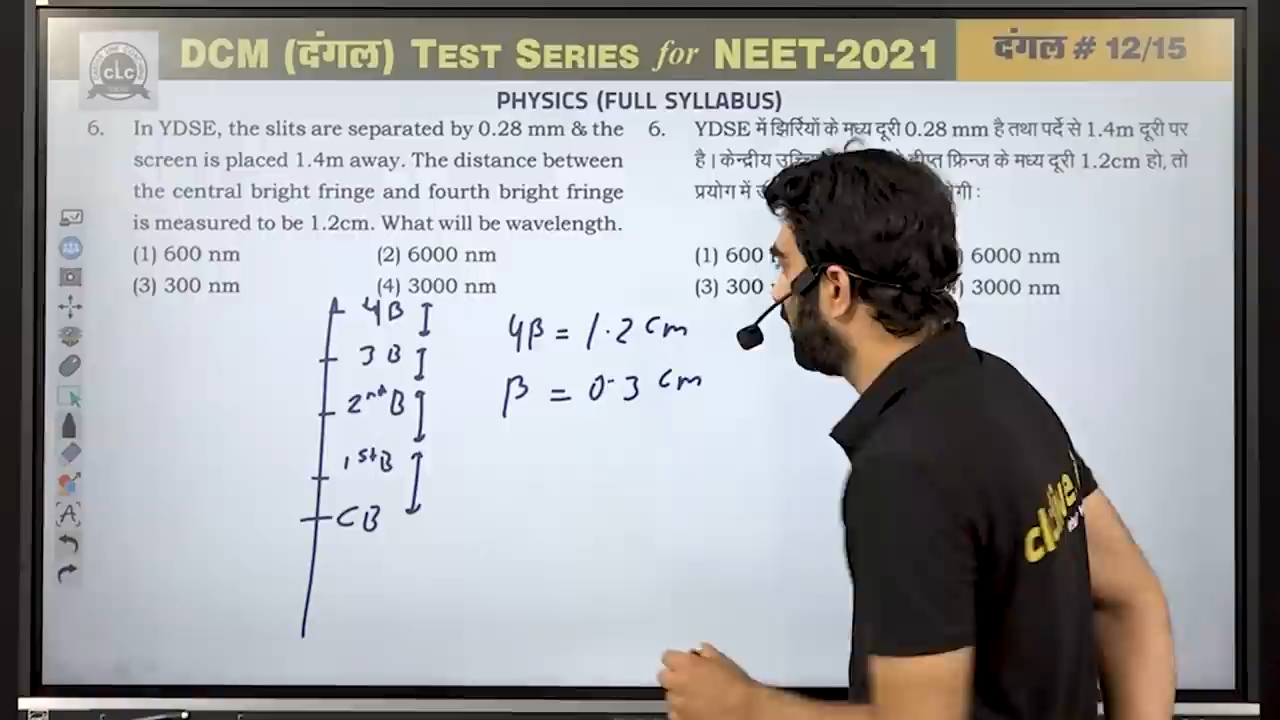 DCM (दंगल) TEST SERIES for NEET-2021
दंगल # 12/15
CLC
PHYSICS (FULL SYLLABUS)
6. In YDSE, the slits are separated by 0.28 mm & the
screen is placed 1.4m away. The distance between
the central bright fringe and fourth bright fringe
is measured to be 1.2cm. What will be wavelength.
(1) 600 nm (2) 6000 nm
(3) 300 nm (4) 3000 nm
6. YDSE में झिर्रियों के मध्य दूरी 0.28 mm है तथा पर्दे से 1.4m दूरी पर
है। केन्द्रीय दीप्त फ्रिन्ज के मध्य दूरी 1.2cm हो, तो
प्रयोग में :
(1) 600 6000 nm
(3) 300 ) 3000 nm
4B
3B
2nd B
1st B
CB
4β = 1.2 cm
β = 0.3 cm